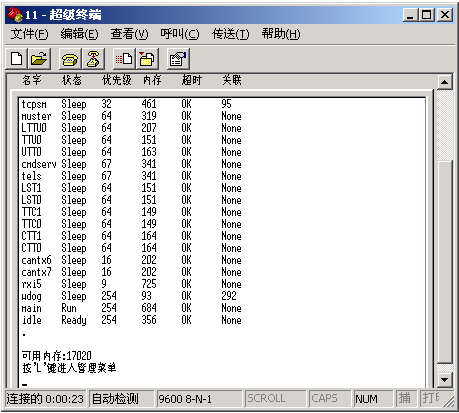 11 - 超级终端
文件(F) 编辑(E) 查看(V) 呼叫(C) 传送(T) 帮助(H)
名字 状态 优先级 内存 超时 关联
tcpsm Sleep 32 461 OK 95
muster Sleep 64 319 OK None
LTTU0 Sleep 64 207 OK None
TTU0 Sleep 64 151 OK None
UTT0 Sleep 64 163 OK None
cmdserv Sleep 67 341 OK None
tels Sleep 67 341 OK None
LST1 Sleep 64 151 OK None
LST0 Sleep 64 151 OK None
TTC1 Sleep 64 149 OK None
TTC0 Sleep 64 149 OK None
CTT1 Sleep 64 164 OK None
CTT0 Sleep 64 164 OK None
cantx6 Sleep 16 202 OK None
cantx7 Sleep 16 202 OK None
rxi5 Sleep 9 725 OK None
wdog Sleep 254 93 OK 292
main Run 254 684 OK None
idle Ready 254 356 OK None
.
可用内存:17020
按'L'键进入管理菜单
连接的 0:00:23 自动检测 9600 8-N-1 SCROLL CAPS NUM 捕 打印